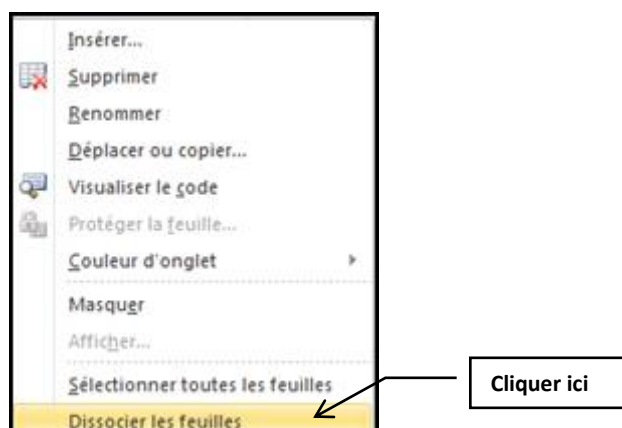 Insérer...
Supprimer
Renommer
Déplacer ou copier...
Visualiser le code
Protéger la feuille...
Couleur d'onglet
Masquer
Afficher...
Sélectionner toutes les feuilles
Cliquer ici
Dissocier les feuilles